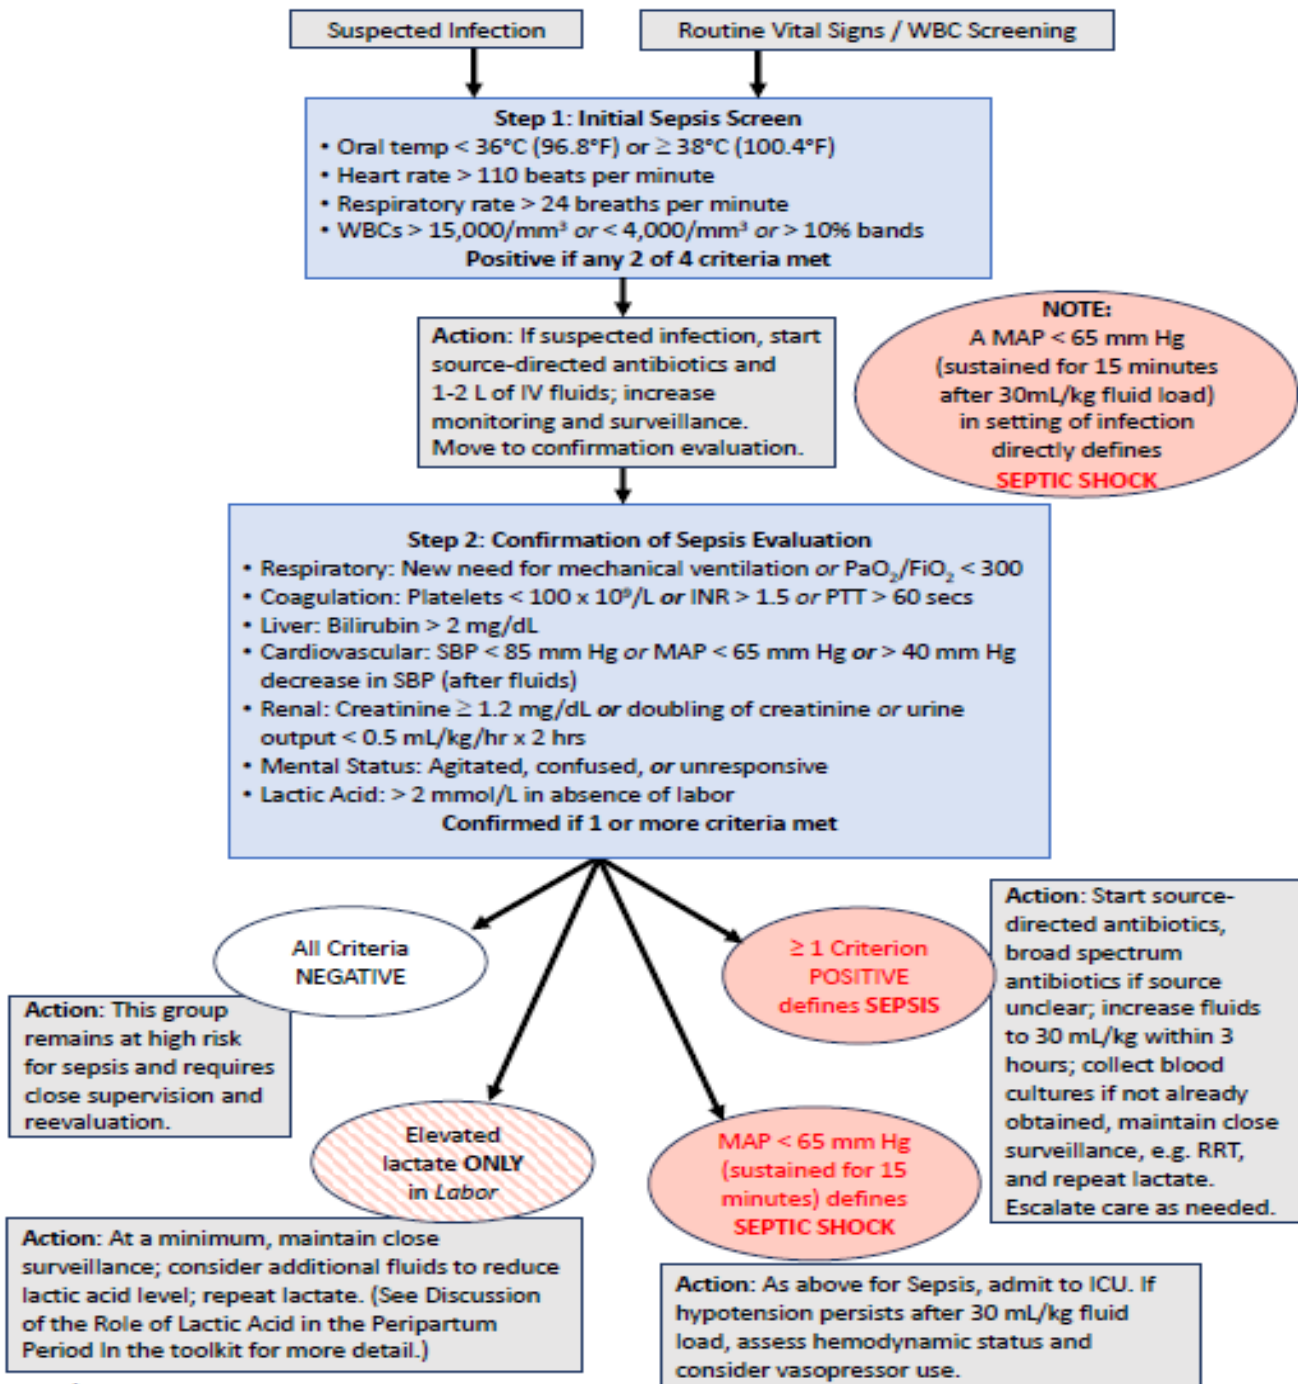 Suspected Infection
Routine Vital Signs / WBC Screening
Step 1: Initial Sepsis Screen
• Oral temp < 36°C (96.8°F) or ≥ 38°C (100.4°F)
• Heart rate > 110 beats per minute
• Respiratory rate > 24 breaths per minute
• WBCs > 15,000/mm³ or < 4,000/mm³ or > 10% bands
Positive if any 2 of 4 criteria met
Action: If suspected infection, start
source-directed antibiotics and
1-2 L of IV fluids; increase
monitoring and surveillance.
Move to confirmation evaluation.
NOTE:
A MAP < 65 mm Hg
(sustained for 15 minutes
after 30mL/kg fluid load)
in setting of infection
directly defines
SEPTIC SHOCK
Step 2: Confirmation of Sepsis Evaluation
• Respiratory: New need for mechanical ventilation or PaO₂/FiO₂ < 300
• Coagulation: Platelets < 100 x 10⁹/L or INR > 1.5 or PTT > 60 secs
• Liver: Bilirubin > 2 mg/dL
• Cardiovascular: SBP < 85 mm Hg or MAP < 65 mm Hg or > 40 mm Hg
decrease in SBP (after fluids)
• Renal: Creatinine ≥ 1.2 mg/dL or doubling of creatinine or urine
output < 0.5 mL/kg/hr x 2 hrs
• Mental Status: Agitated, confused, or unresponsive
• Lactic Acid: > 2 mmol/L in absence of labor
Confirmed if 1 or more criteria met
All Criteria
NEGATIVE
Action: This group
remains at high risk
for sepsis and requires
close supervision and
reevaluation.
≥ 1 Criterion
POSITIVE
defines SEPSIS
Action: Start source-
directed antibiotics,
broad spectrum
antibiotics if source
unclear; increase fluids
to 30 mL/kg within 3
hours; collect blood
cultures if not already
obtained, maintain close
surveillance, e.g. RRT,
and repeat lactate.
Escalate care as needed.
Elevated
lactate ONLY
in Labor
Action: At a minimum, maintain close
surveillance; consider additional fluids to reduce
lactic acid level; repeat lactate. (See Discussion
of the Role of Lactic Acid in the Peripartum
Period In the toolkit for more detail.)
MAP < 65 mm Hg
(sustained for 15
minutes) defines
SEPTIC SHOCK
Action: As above for Sepsis, admit to ICU. If
hypotension persists after 30 mL/kg fluid
load, assess hemodynamic status and
consider vasopressor use.